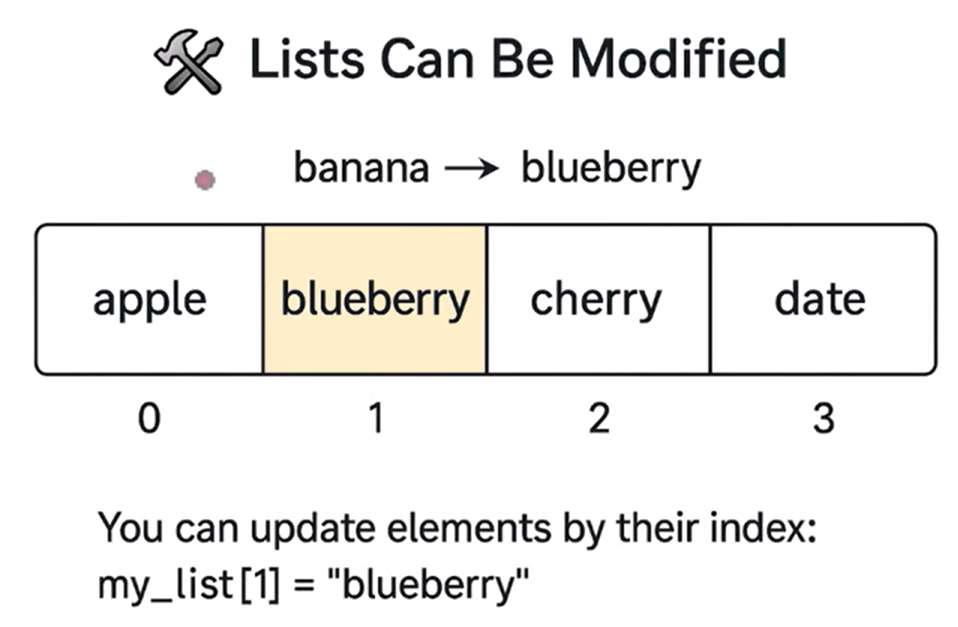 Lists Can Be Modified
banana → blueberry
apple blueberry cherry date
0 1 2 3
You can update elements by their index:
my_list[1] = "blueberry"